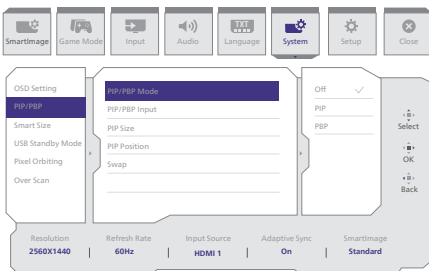 SmartImage
Game Mode
Input
Audio
TXT
Language
System
Setup
Close
OSD Setting
PIP/PBP
Smart Size
USB Standby Mode
Pixel Orbiting
Over Scan
PIP/PBP Mode
PIP/PBP Input
PIP Size
PIP Position
Swap
Off
PIP
PBP
Select
OK
Back
Resolution
2560X1440
Refresh Rate
60Hz
Input Source
HDMI 1
Adaptive Sync
On
SmartImage
Standard